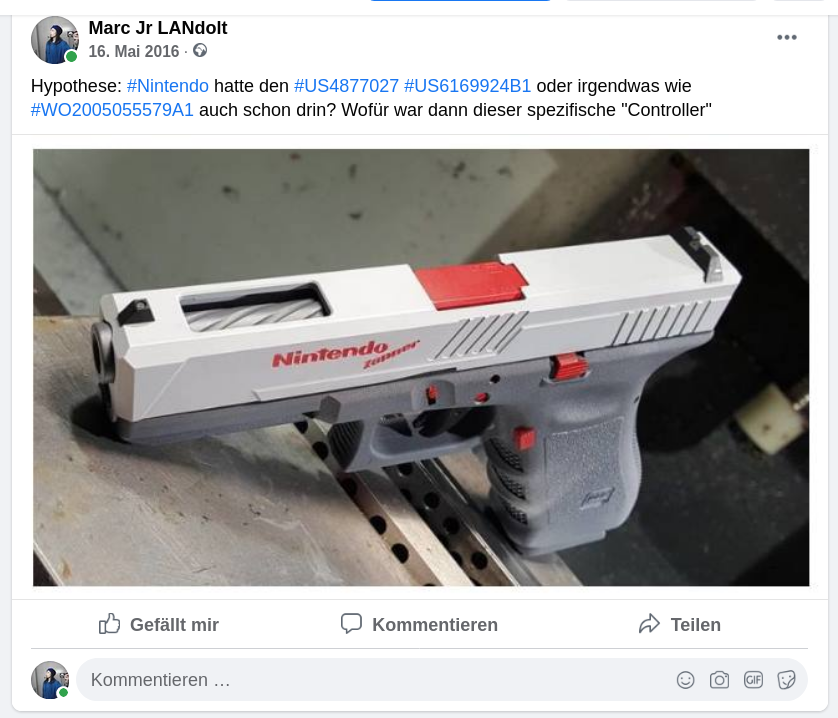 Marc Jr LANdolt
16. Mai 2016 ·
Hypothese: #Nintendo hatte den #US4877027 #US6169924B1 oder irgendwas wie
#WO2005055579A1 auch schon drin? Wofür war dann dieser spezifische "Controller"
Nintendo
zapper
Gefällt mir
Kommentieren
Teilen
Kommentieren …
GIF